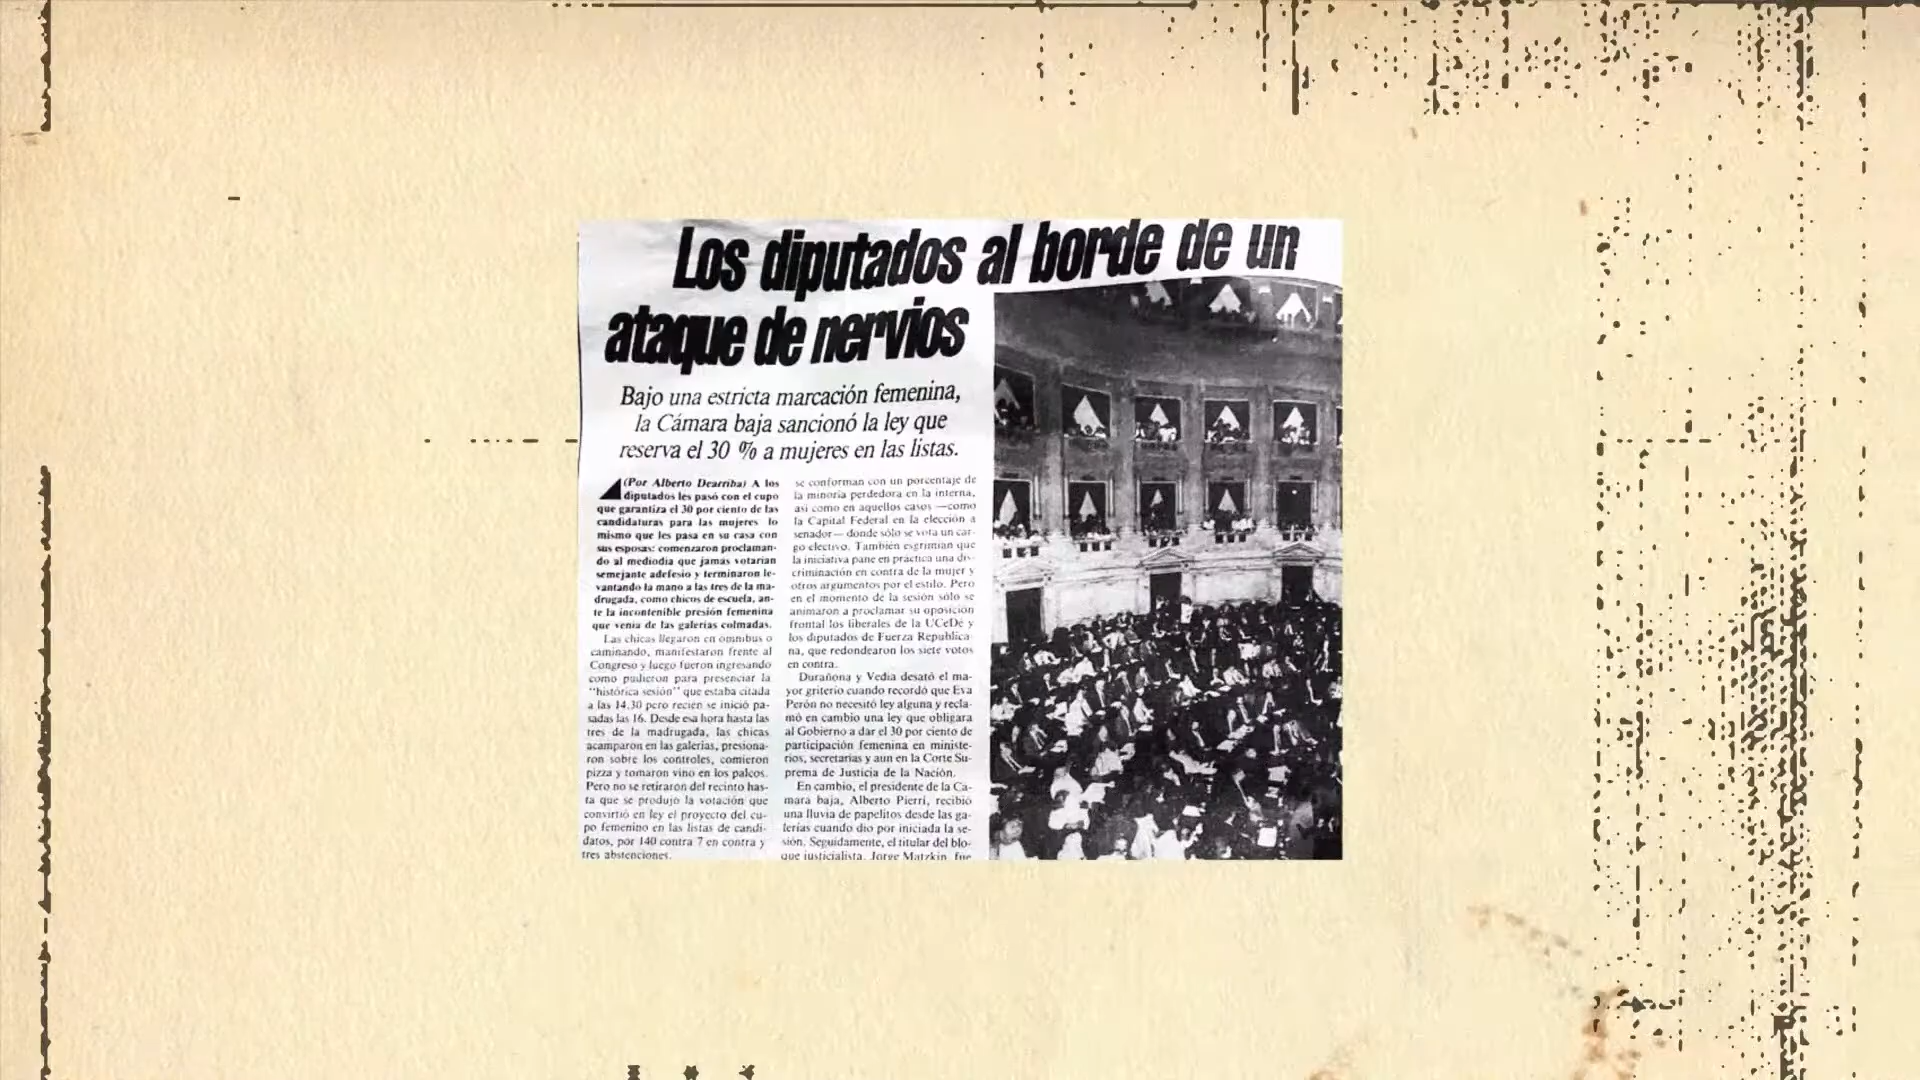 Los diputados al borde de un
ataque de nervios
Bajo una estricta marcación femenina,
la Cámara baja sancionó la ley que
reserva el 30 % a mujeres en las listas.
(Por Alberto Dearriba) A los
diputados les pasó con el cupo
que garantiza el 30 por ciento de las
candidaturas para las mujeres lo
mismo que les pasa en su casa con
sus esposas: comenzaron proclaman-
do al mediodía que jamás votarían
semejante adefesio y terminaron le-
vantando la mano a las tres de la ma-
drugada, como chicos de escuela, an-
te la incontenible presión femenina
que venía de las galerías colmadas.
Las chicas llegaron en ómnibus o
caminando, manifestaron frente al
Congreso y luego fueron ingresando
como pudieron para presenciar la
"histórica sesión" que estaba citada
a las 14.30 pero recién se inició pa-
sadas las 16. Desde esa hora hasta las
tres de la madrugada, las chicas
acamparon en las galerías, presiona-
ron sobre los controles, comieron
pizza y tomaron vino en los palcos.
Pero no se retiraron del recinto has-
ta que se produjo la votación que
convirtió en ley el proyecto del cu-
po femenino en las listas de candi-
datos, por 140 contra 7 en contra y
tres abstenciones.
se conforman con un porcentaje de
la minoría perdedora en la interna,
así como en aquellos casos —como
la Capital Federal en la elección a
senador— donde sólo se vota un car-
go electivo. También esgrimían que
la iniciativa pane en práctica una dis-
criminación en contra de la mujer y
otros argumentos por el estilo. Pero
en el momento de la sesión sólo se
animaron a proclamar su oposición
frontal los liberales de la UCeDé y
los diputados de Fuerza Republica-
na, que redondearon los siete votos
en contra.
Durañona y Vedia desató el ma-
yor griterío cuando recordó que Eva
Perón no necesitó ley alguna y recla-
mó en cambio una ley que obligara
al Gobierno a dar el 30 por ciento de
participación femenina en ministe-
rios, secretarías y aun en la Corte Su-
prema de Justicia de la Nación.
En cambio, el presidente de la Cá-
mara baja, Alberto Pierri, recibió
una lluvia de papelitos desde las ga-
lerías cuando dio por iniciada la se-
sión. Seguidamente, el titular del blo-
que justicialista, Jorge Matzkin, fue